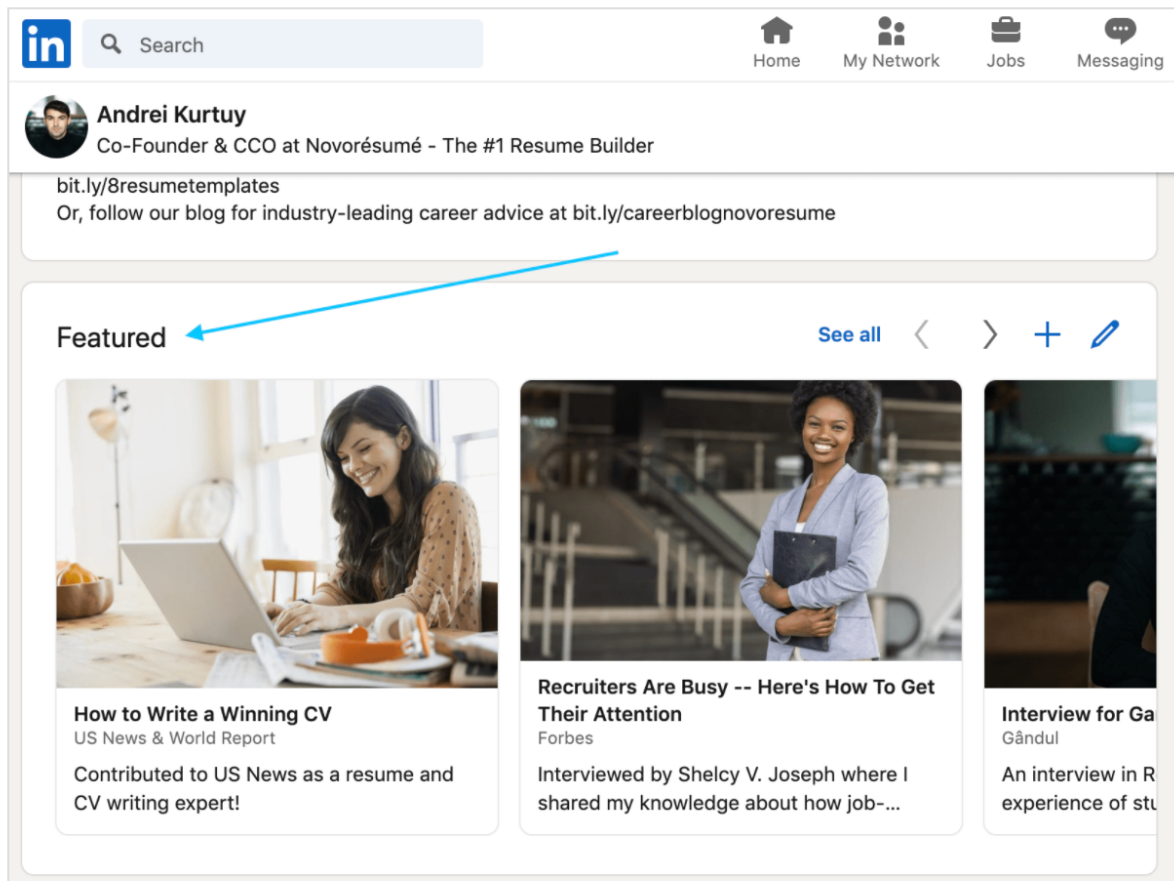 in
Search
Home
My Network
Jobs
Messaging
Andrei Kurtuy
Co-Founder & CCO at Novorésumé - The #1 Resume Builder
bit.ly/8resumetemplates
Or, follow our blog for industry-leading career advice at bit.ly/careerblognovoresume
Featured
See all
How to Write a Winning CV
US News & World Report
Contributed to US News as a resume and
CV writing expert!
Recruiters Are Busy -- Here's How To Get
Their Attention
Forbes
Interviewed by Shelcy V. Joseph where I
shared my knowledge about how job-...
Interview for Ga
Gândul
An interview in R
experience of stu